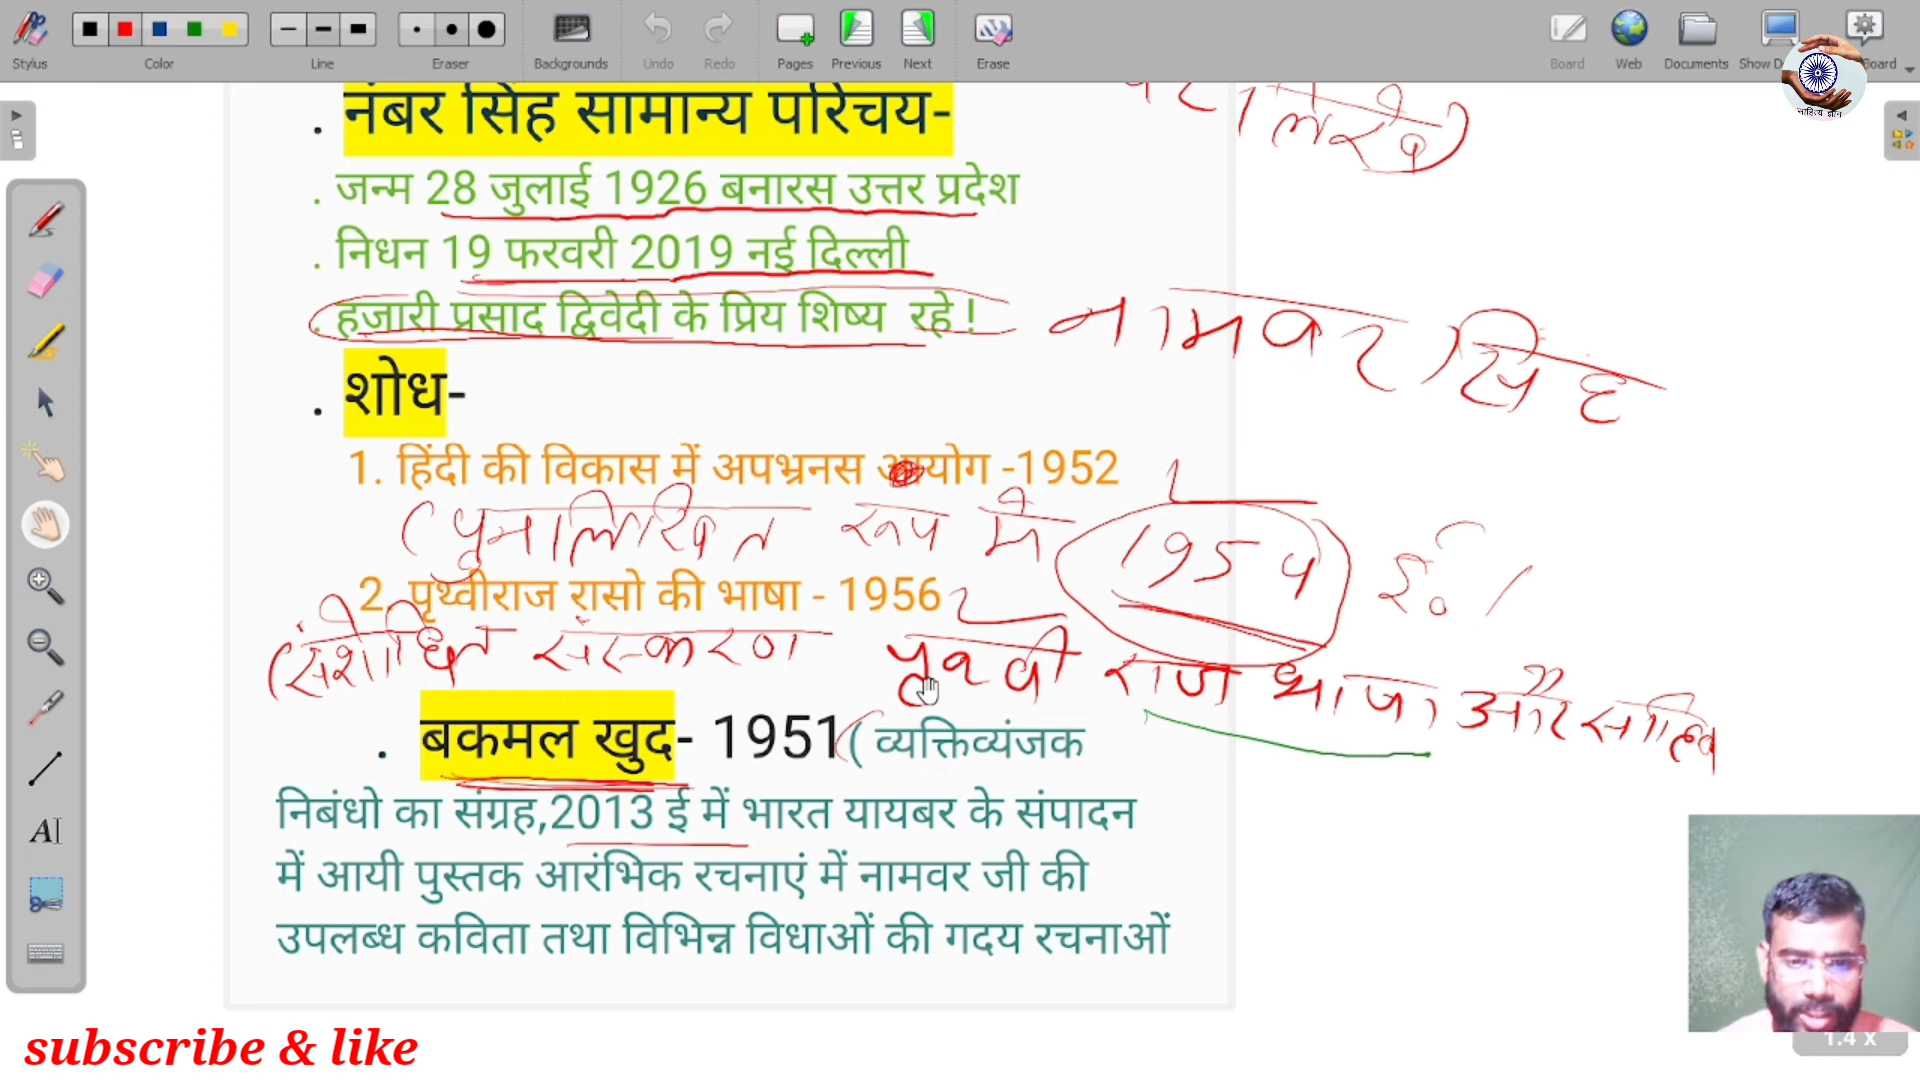 Stylus Color Line Eraser Backgrounds Undo Redo Pages Previous Next Erase Board Web Documents Show D Board
साहित्य ज्ञान
. नंबर सिंह सामान्य परिचय-
. जन्म 28 जुलाई 1926 बनारस उत्तर प्रदेश
. निधन 19 फरवरी 2019 नई दिल्ली
. हजारी प्रसाद द्विवेदी के प्रिय शिष्य रहे !
नामवर सिंह
. शोध-
1. हिंदी की विकास में अपभ्रनस योग -1952
(पूनर्लिखित रूप में 1954 ई०।
2. पृथ्वीराज रासो की भाषा - 1956
(संशोधित संस्करण पृथ्वी राज भाषा और साहित्य
. बकमल खुद- 1951 ( व्यक्तिव्यंजक
निबंधो का संग्रह,2013 ई में भारत यायबर के संपादन
में आयी पुस्तक आरंभिक रचनाएं में नामवर जी की
उपलब्ध कविता तथा विभिन्न विधाओं की गदय रचनाओं
subscribe & like
1.4 x